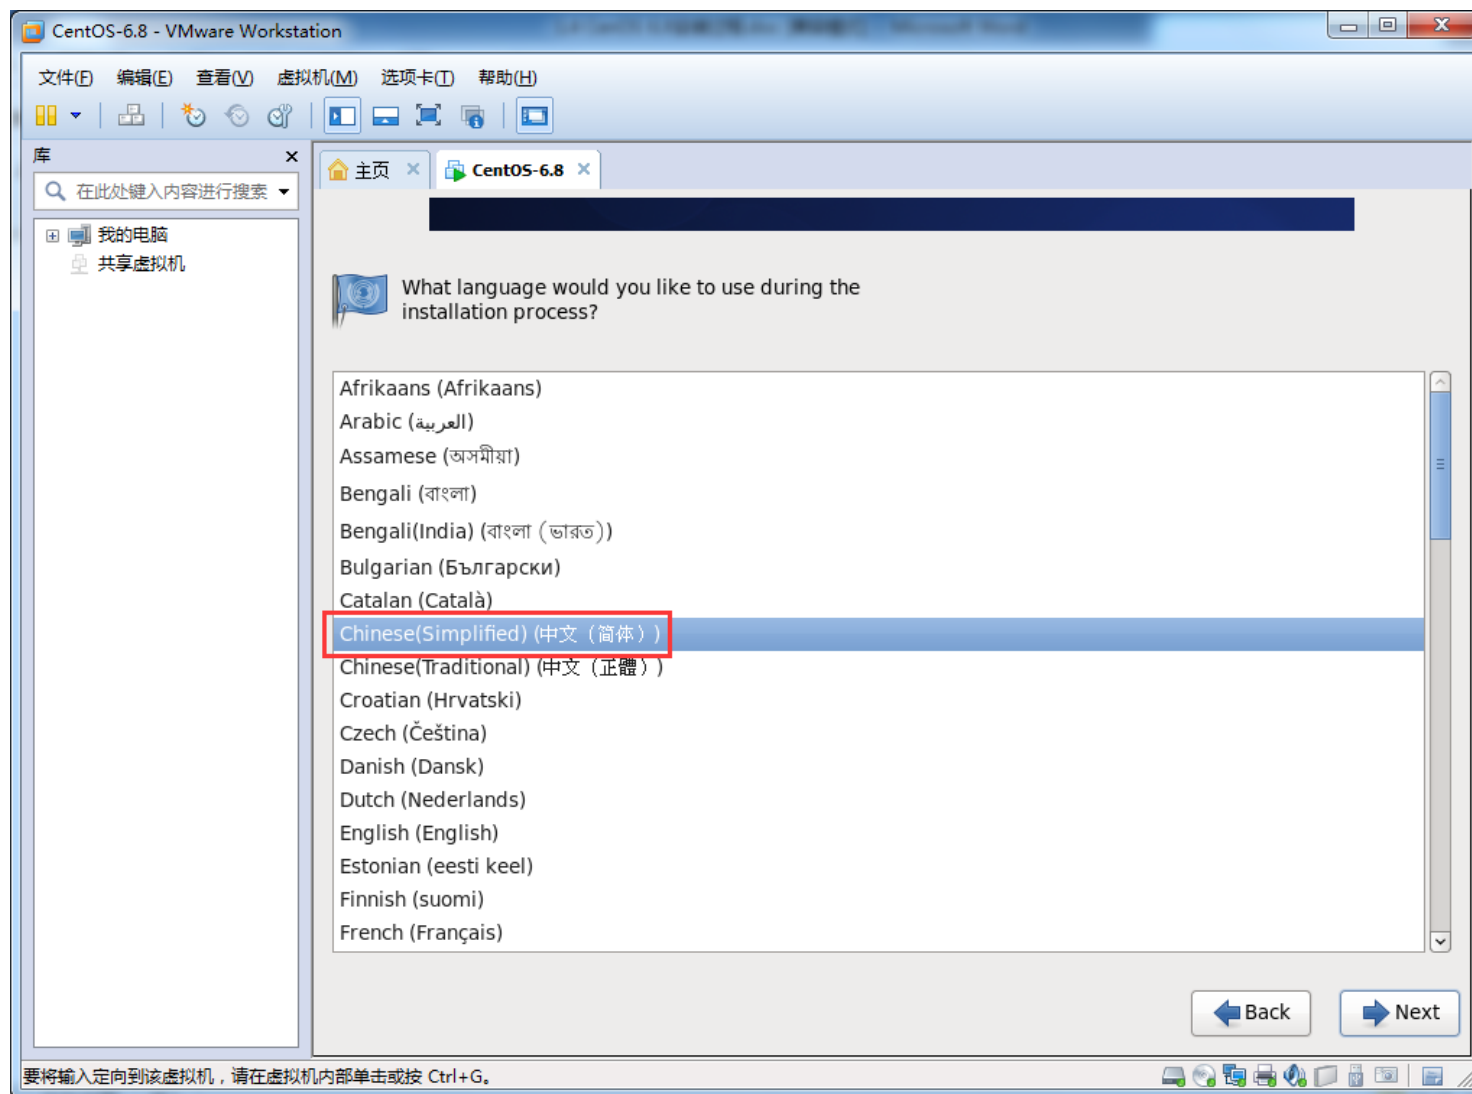 CentOS-6.8 - VMware Workstation
文件(F) 编辑(E) 查看(V) 虚拟机(M) 选项卡(T) 帮助(H)
库
在此处键入内容进行搜索
我的电脑
共享虚拟机
主页
CentOS-6.8
What language would you like to use during the
installation process?
Afrikaans (Afrikaans)
Arabic (العربية)
Assamese (অসমীয়া)
Bengali (বাংলা)
Bengali(India) (বাংলা (ভারত))
Bulgarian (Български)
Catalan (Català)
Chinese(Simplified) (中文（简体）)
Chinese(Traditional) (中文（正體）)
Croatian (Hrvatski)
Czech (Čeština)
Danish (Dansk)
Dutch (Nederlands)
English (English)
Estonian (eesti keel)
Finnish (suomi)
French (Français)
Back
Next
要将输入定向到该虚拟机，请在虚拟机内部单击或按 Ctrl+G。